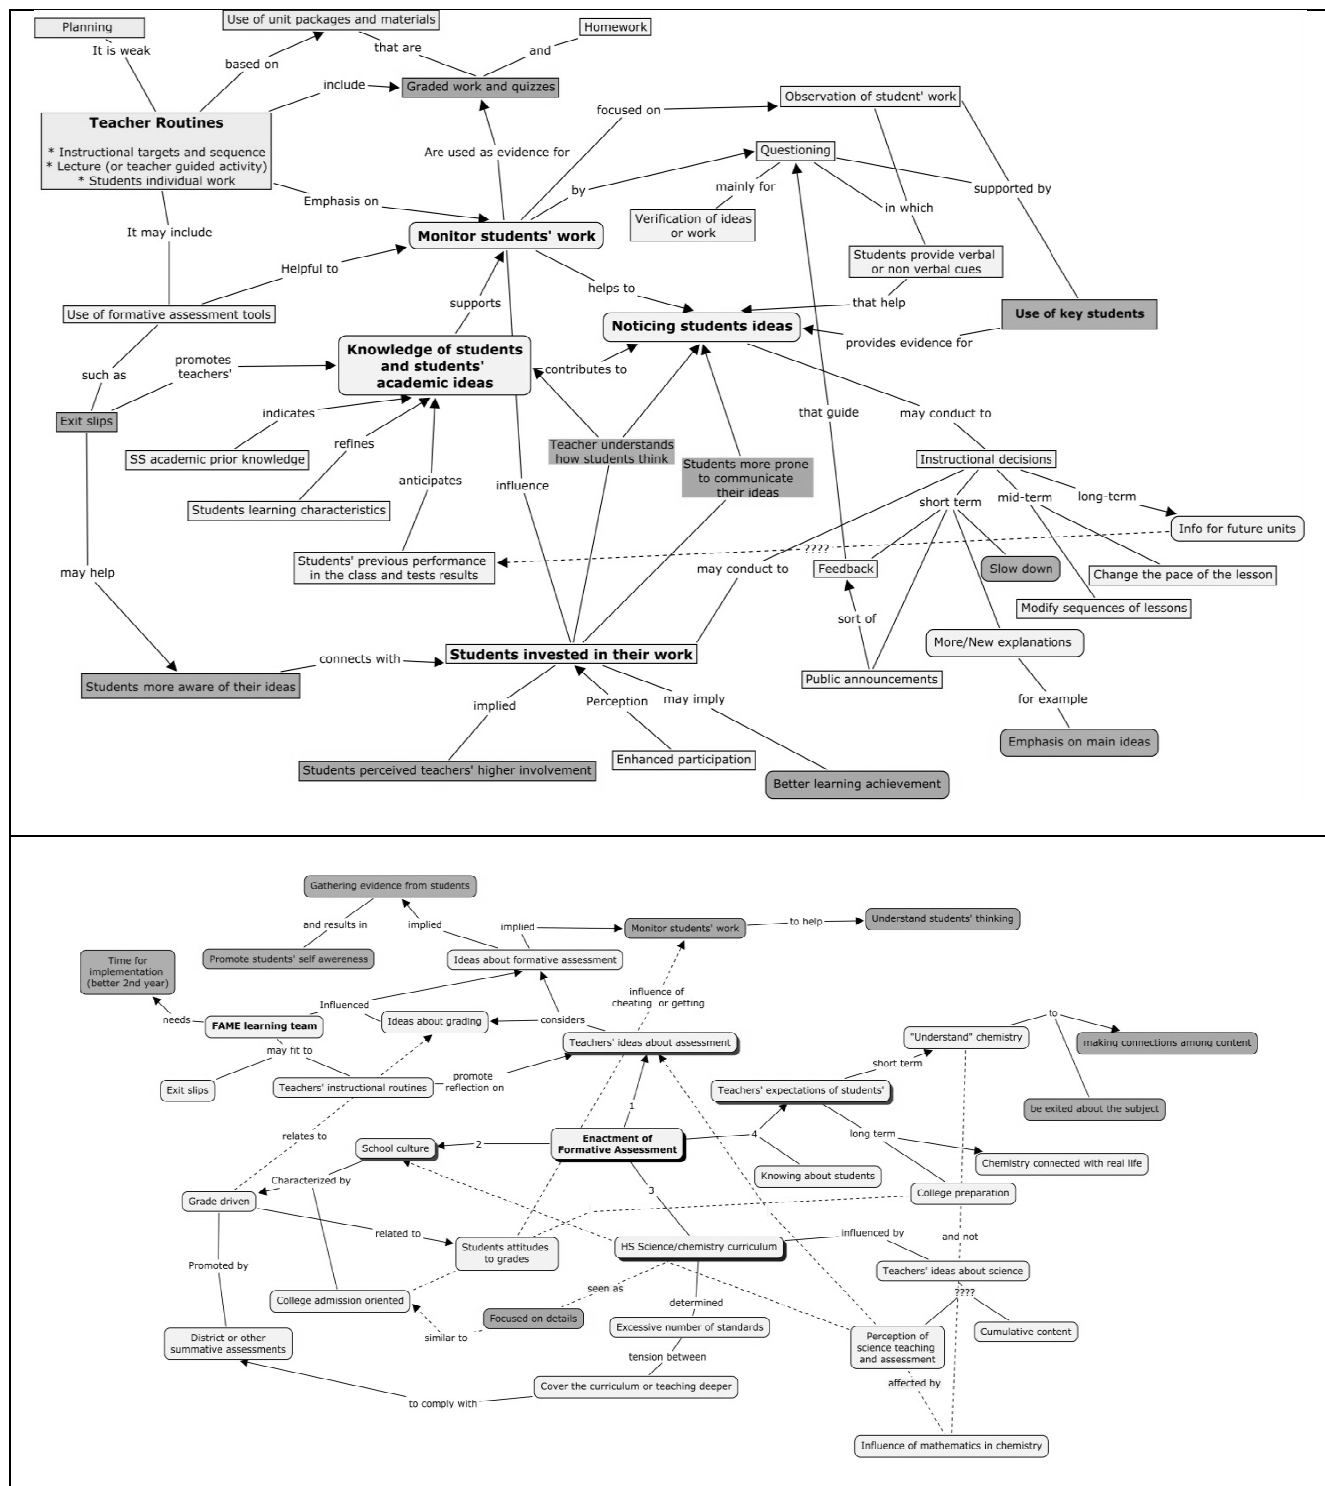 Planning
Use of unit packages and materials
Homework
It is weak
that are
and
based on
include
Graded work and quizzes
focused on
Observation of student' work
Teacher Routines
* Instructional targets and sequence
* Lecture (or teacher guided activity)
* Students individual work
Are used as evidence for
Questioning
by
mainly for
supported by
Emphasis on
in which
Verification of ideas
or work
It may include
Monitor students' work
Students provide verbal
or non verbal cues
Helpful to
helps to
supports
that help
Use of formative assessment tools
Noticing students ideas
Use of key students
provides evidence for
Knowledge of students
and students'
academic ideas
promotes
teachers'
such as
contributes to
indicates
that guide
may conduct to
Exit slips
refines
Teacher understands
how students think
SS academic prior knowledge
Students more prone
to communicate
their ideas
Instructional decisions
anticipates
influence
short term
mid-term
long-term
Students learning characteristics
Info for future units
????
Students' previous performance
in the class and tests results
may help
may conduct to
Feedback
Slow down
Change the pace of the lesson
Modify sequences of lessons
sort of
More/New explanations
Students invested in their work
connects with
Students more aware of their ideas
Public announcements
implied
Perception
may imply
for example
Emphasis on main ideas
Students perceived teachers' higher involvement
Enhanced participation
Better learning achievement
Gathering evidence from students
and results in
implied
implied
Monitor students' work
to help
Understand students' thinking
Time for
implementation
(better 2nd year)
Promote students' self awareness
Ideas about formative assessment
influence of
cheating or getting
needs
FAME learning team
Influenced
Ideas about grading
considers
to
may fit to
Teachers' ideas about assessment
"Understand" chemistry
making connections among content
short term
Exit slips
Teachers' instructional routines
promote
reflection on
Teachers' expectations of students'
1
be exited about the subject
relates to
School culture
2
Enactment of
Formative Assessment
4
long term
Chemistry connected with real life
Characterized by
Knowing about students
3
Grade driven
College preparation
related to
Students attitudes
to grades
HS Science/chemistry curriculum
influenced by
and not
Promoted by
Teachers' ideas about science
seen as
????
College admission oriented
determined
Focused on details
Excessive number of standards
similar to
Perception of
science teaching
and assessment
Cumulative content
District or other
summative assessments
tension between
Cover the curriculum or teaching deeper
affected by
to comply with
Influence of mathematics in chemistry